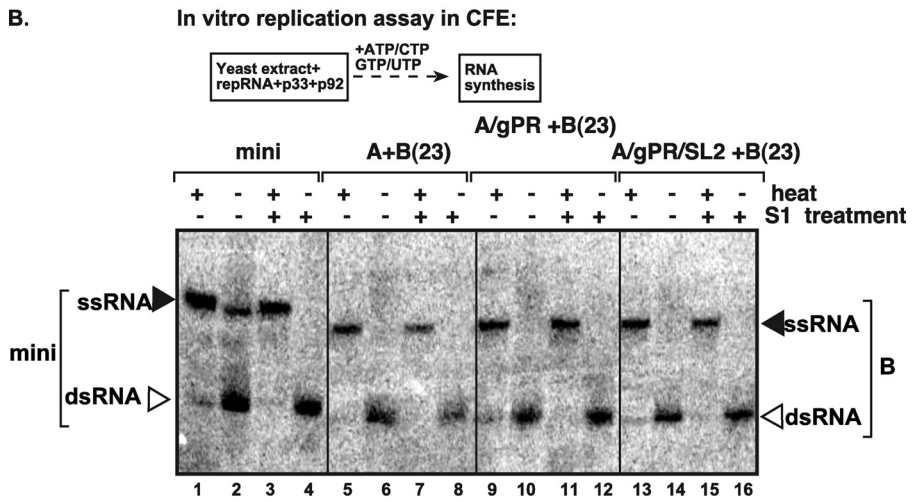 B.
In vitro replication assay in CFE:
Yeast extract+
repRNA+p33+p92
+ATP/CTP
GTP/UTP
RNA
synthesis
mini
A+B(23)
A/gPR +B(23)
A/gPR/SL2 +B(23)
+ - + - + - + - + - + - + - + - heat
- - + + - - + + - - + + - - + + S1 treatment
mini
ssRNA
dsRNA
ssRNA
dsRNA
B
1 2 3 4 5 6 7 8 9 10 11 12 13 14 15 16